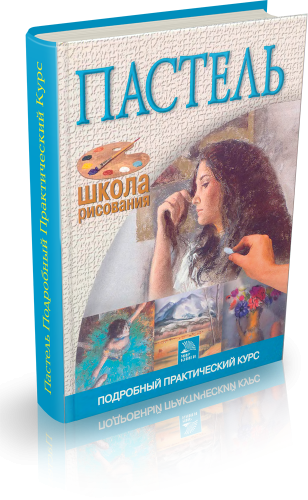 Пастель Подробный Практический Курс
ПАСТЕЛЬ
школа
рисования
ПОДРОБНЫЙ ПРАКТИЧЕСКИЙ КУРС